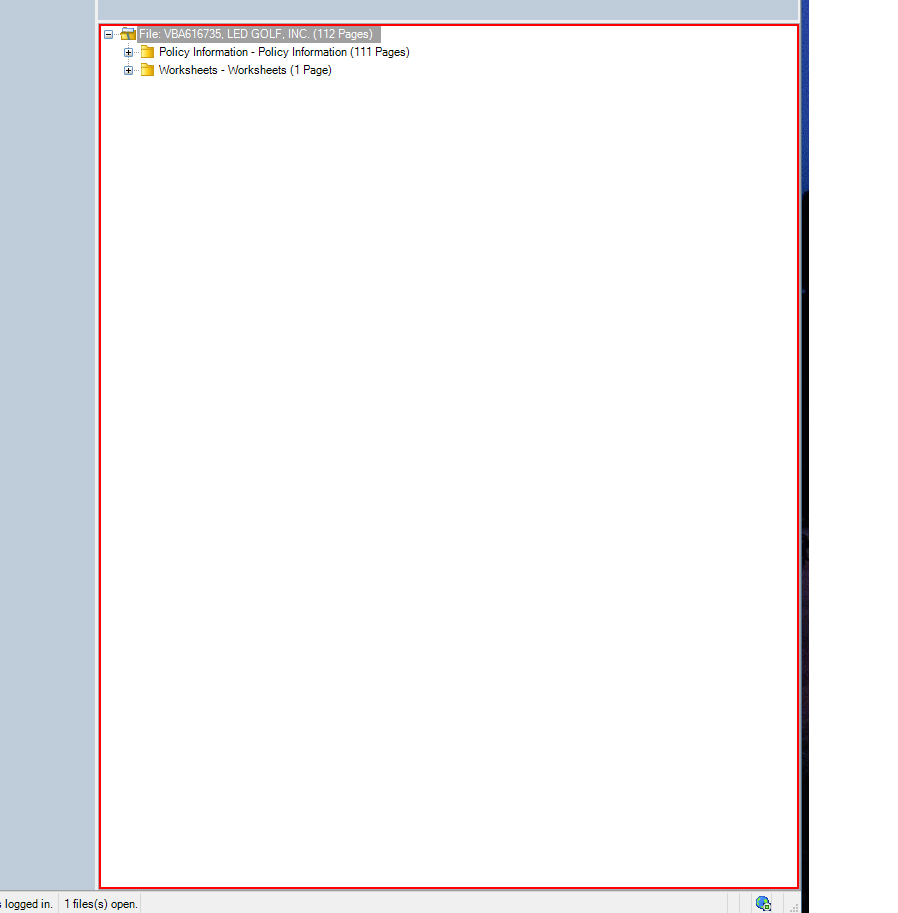 File: VBA616735, LED GOLF, INC. (112 Pages)
Policy Information - Policy Information (111 Pages)
Worksheets - Worksheets (1 Page)
logged in. 1 files(s) open.